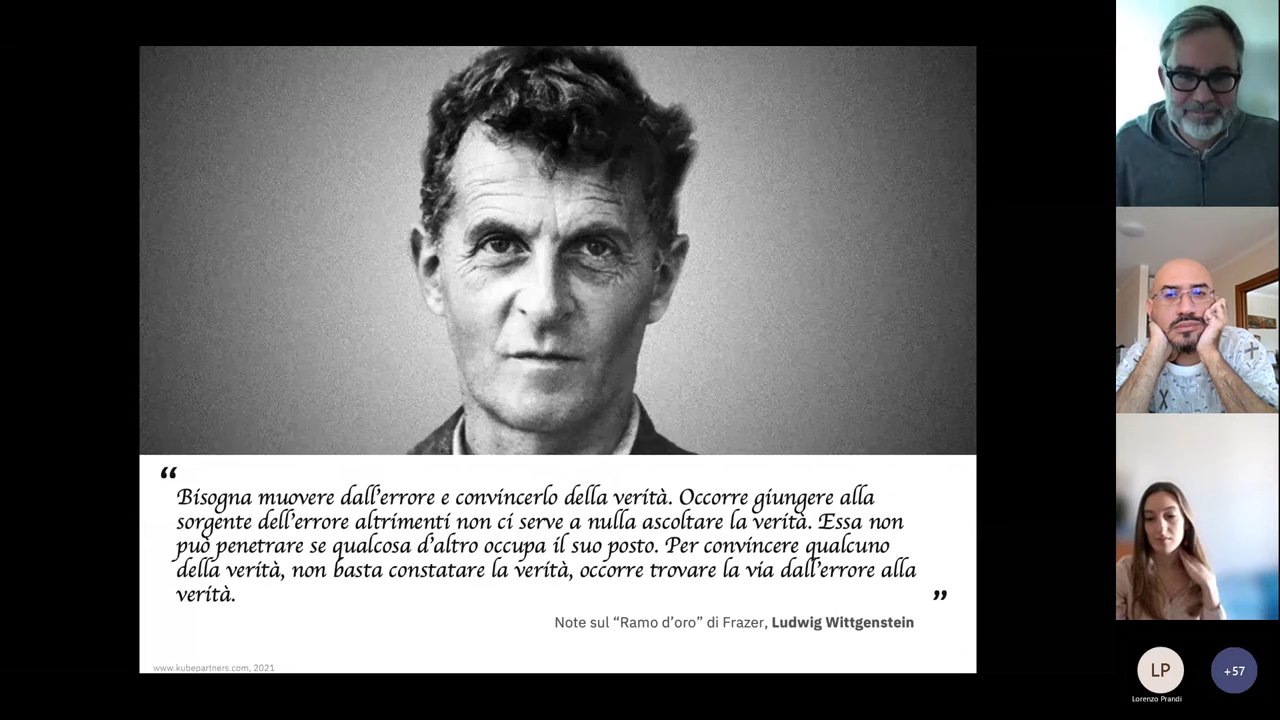 “
Bisogna muovere dall'errore e convincerlo della verità. Occorre giungere alla
sorgente dell'errore altrimenti non ci serve a nulla ascoltare la verità. Essa non
può penetrare se qualcosa d'altro occupa il suo posto. Per convincere qualcuno
della verità, non basta constatare la verità, occorre trovare la via dall'errore alla
verità.
”
Note sul “Ramo d’oro” di Frazer, Ludwig Wittgenstein
www.kubepartners.com, 2021
LP
+57
Lorenzo Prandi